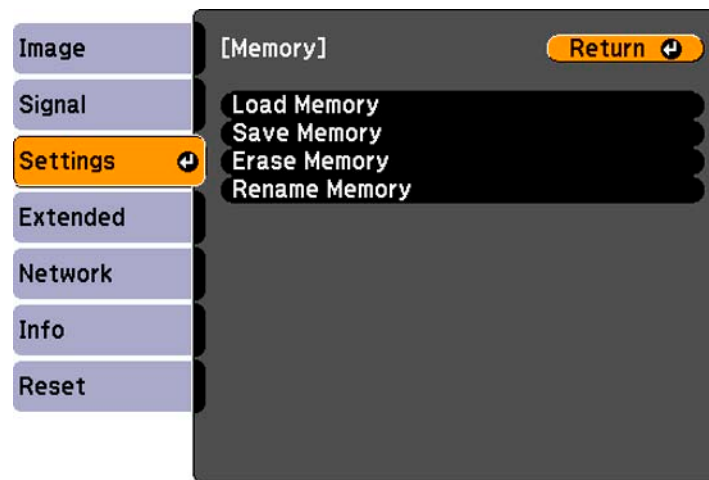 Image
Signal
Settings
Extended
Network
Info
Reset
[Memory]
Return
Load Memory
Save Memory
Erase Memory
Rename Memory